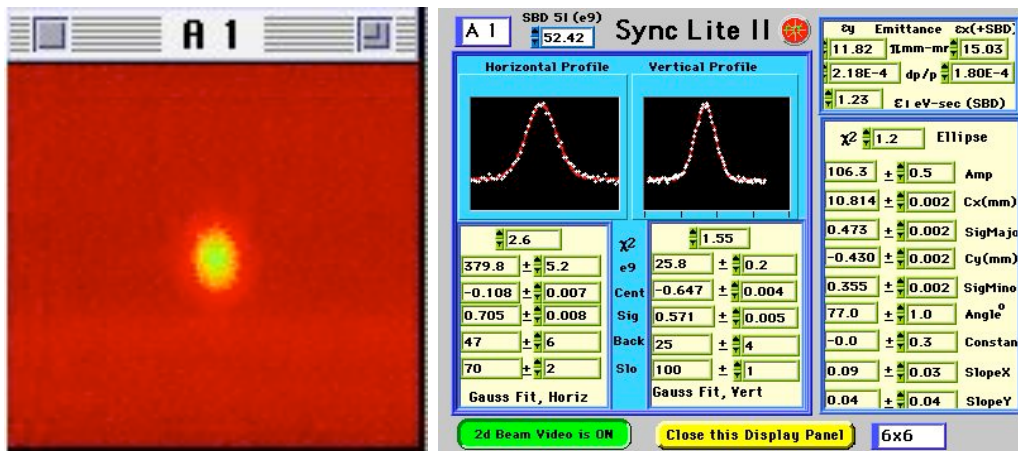 A 1
A 1
SBD 5I (e9)
52.42
Sync Lite II
εy Emittance εx(+SBD)
11.82 πmm-mr 15.03
2.18E-4 dp/p 1.80E-4
1.23 ει eV-sec (SBD)
Horizontal Profile Vertical Profile
2.6 χ2 1.55
379.8 ± 5.2 e9 25.8 ± 0.2
-0.108 ± 0.007 Cent -0.647 ± 0.004
0.705 ± 0.008 Sig 0.571 ± 0.005
47 ± 6 Back 25 ± 4
70 ± 2 Slo 100 ± 1
Gauss Fit, Horiz Gauss Fit, Vert
χ2 1.2 Ellipse
106.3 ± 0.5 Amp
10.814 ± 0.002 Cx(mm)
0.473 ± 0.002 SigMajo
-0.430 ± 0.002 Cy(mm)
0.355 ± 0.002 SigMino
77.0 ± 1.0 Angle°
-0.0 ± 0.3 Constan
0.09 ± 0.03 SlopeX
0.04 ± 0.04 SlopeY
2d Beam Video is ON Close this Display Panel 6x6